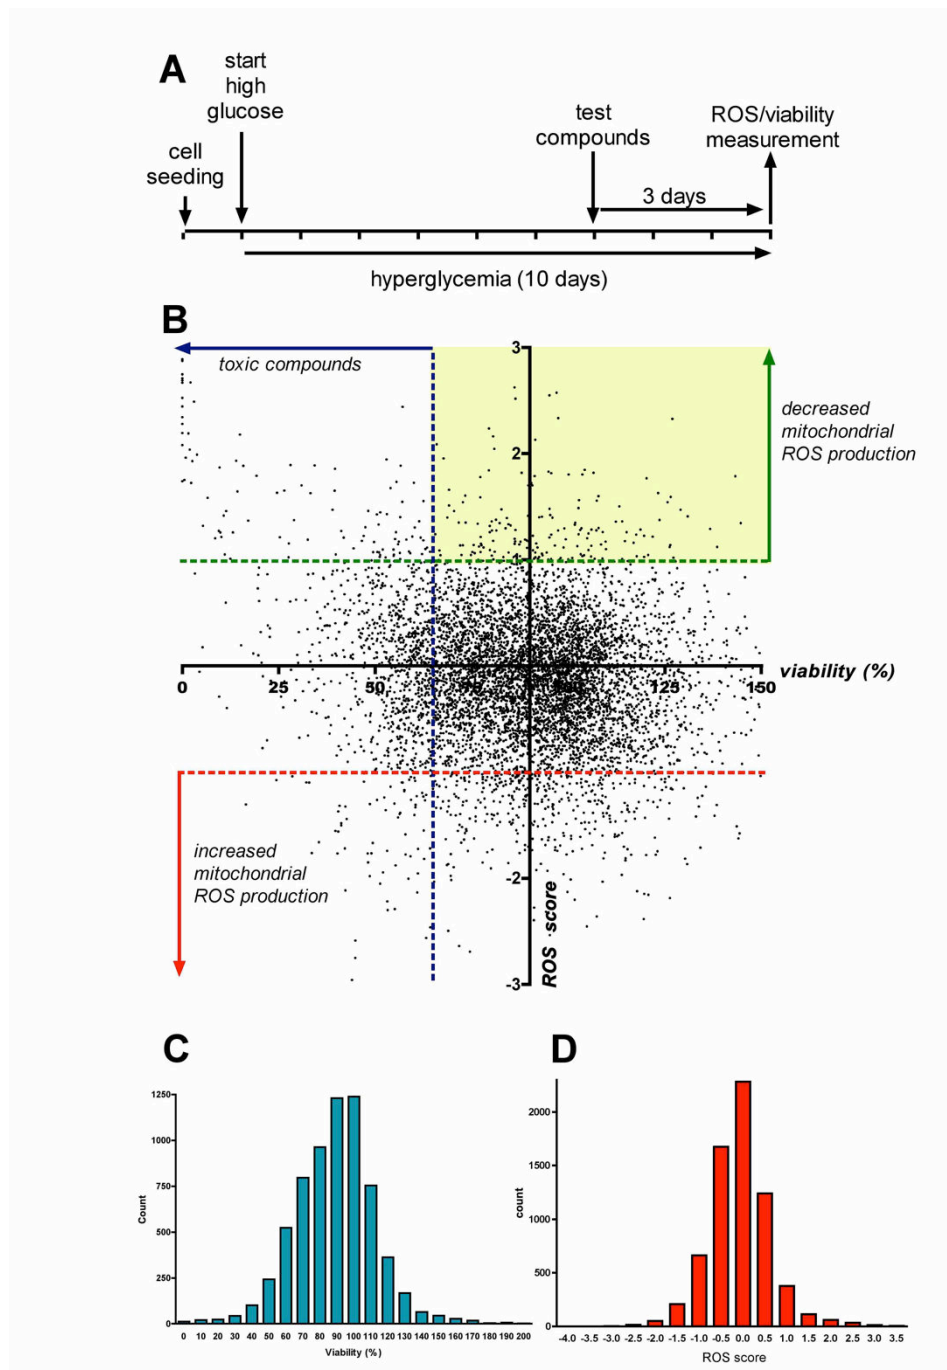 A
start
high
glucose
cell
seeding
test
compounds
ROS/viability
measurement
3 days
hyperglycemia (10 days)
B
toxic compounds
3
decreased
mitochondrial
ROS production
2
0 25 50 125 150
viability (%)
increased
mitochondrial
ROS production
-2
ROS score
-3
C
1250
1000
750
500
250
0
Count
0 10 20 30 40 50 60 70 80 90 100 110 120 130 140 150 160 170 180 190 200
Viability (%)
D
2000
1500
1000
500
0
count
-4.0 -3.5 -3.0 -2.5 -2.0 -1.5 -1.0 -0.5 0.0 0.5 1.0 1.5 2.0 2.5 3.0 3.5
ROS score